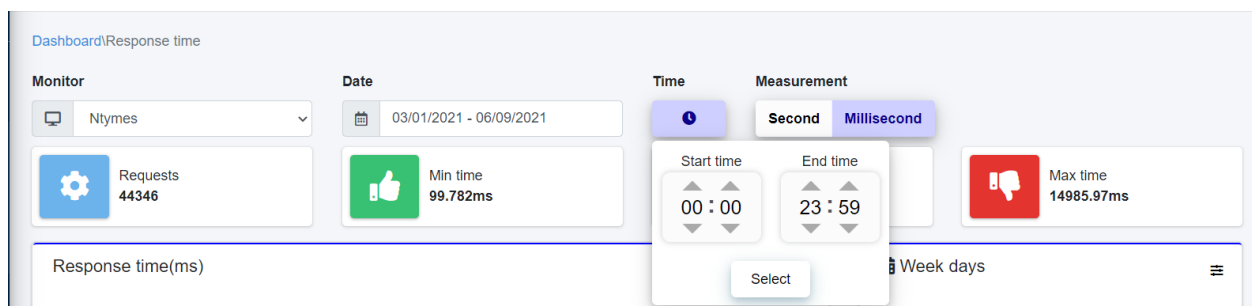 Dashboard\Response time
Monitor
Date
Time
Measurement
Ntymes
03/01/2021 - 06/09/2021
Second
Millisecond
Requests
44346
Min time
99.782ms
Start time
End time
00 : 00
23 : 59
Select
Max time
14985.97ms
Response time(ms)
Week days